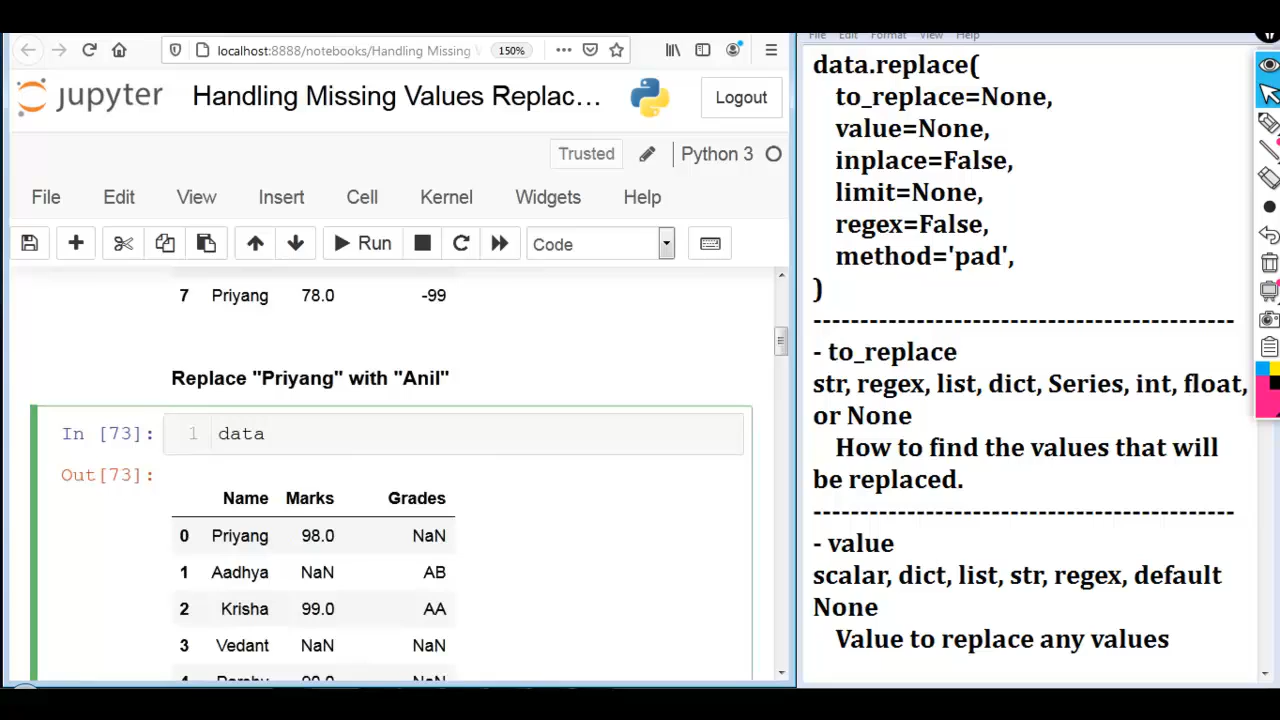 localhost:8888/notebooks/Handling Missing V
150%
jupyter
Handling Missing Values Replac...
Logout
Trusted
Python 3
File Edit View Insert Cell Kernel Widgets Help
Run
Code
7 Priyang 78.0 -99
Replace "Priyang" with "Anil"
In [73]: 1 data
Out[73]:
Name Marks Grades
0 Priyang 98.0 NaN
1 Aadhya NaN AB
2 Krisha 99.0 AA
3 Vedant NaN NaN
File Edit Format View Help
data.replace(
to_replace=None,
value=None,
inplace=False,
limit=None,
regex=False,
method='pad',
)
---------------------------------------------
- to_replace
str, regex, list, dict, Series, int, float,
or None
How to find the values that will
be replaced.
---------------------------------------------
- value
scalar, dict, list, str, regex, default
None
Value to replace any values